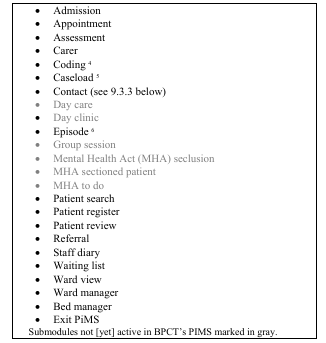 • Admission
• Appointment
• Assessment
• Carer
• Coding ⁴
• Caseload ⁵
• Contact (see 9.3.3 below)
• Day care
• Day clinic
• Episode ⁶
• Group session
• Mental Health Act (MHA) seclusion
• MHA sectioned patient
• MHA to do
• Patient search
• Patient register
• Patient review
• Referral
• Staff diary
• Waiting list
• Ward view
• Ward manager
• Bed manager
• Exit PiMS
Submodules not [yet] active in BPCT's PIMS marked in gray.